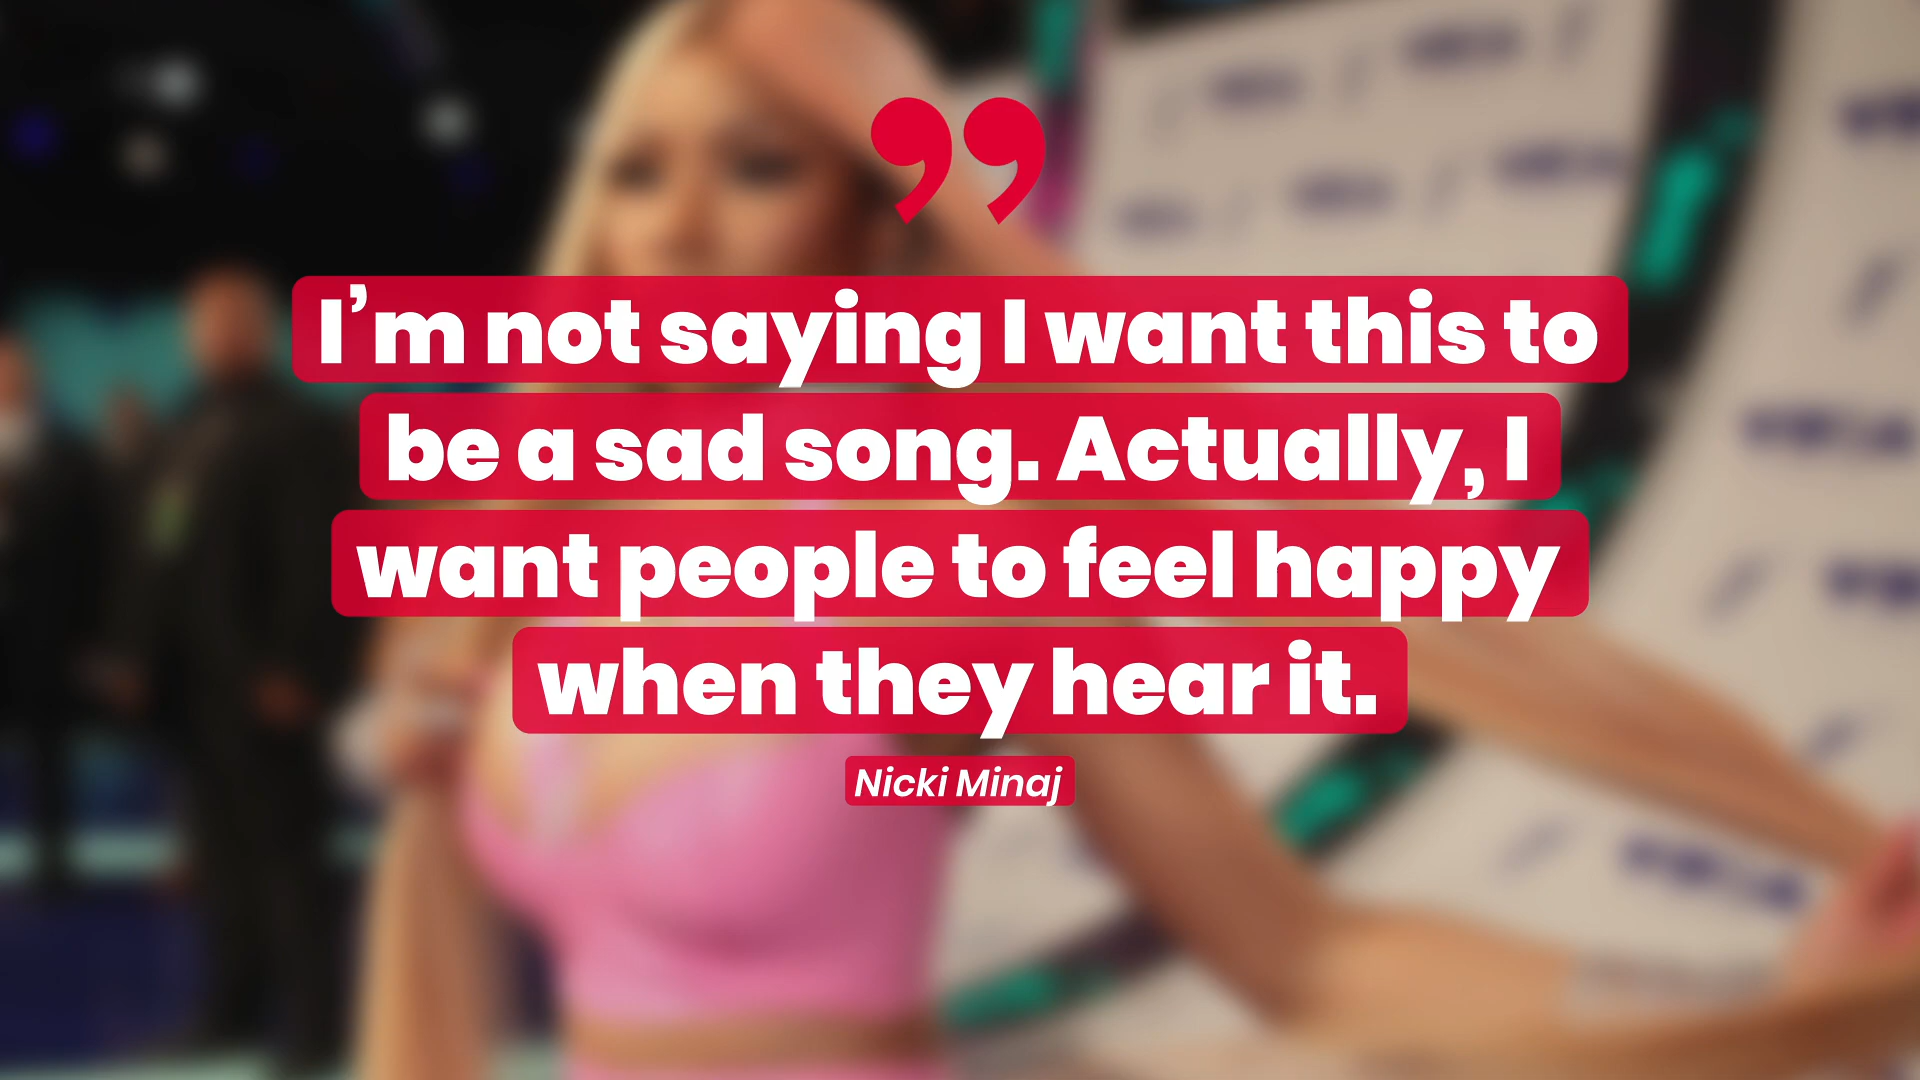 ”
I’m not saying I want this to
be a sad song. Actually, I
want people to feel happy
when they hear it.
Nicki Minaj